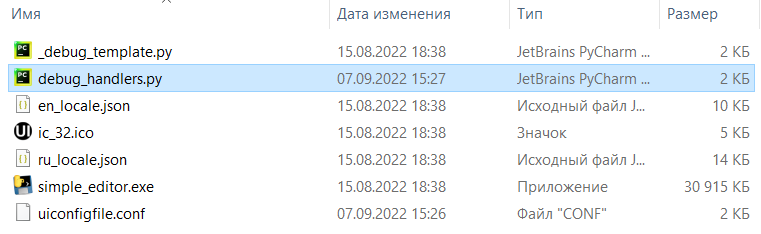 Имя Дата изменения Тип Размер
_debug_template.py 15.08.2022 18:38 JetBrains PyCharm ... 2 КБ
debug_handlers.py 07.09.2022 15:27 JetBrains PyCharm ... 2 КБ
en_locale.json 15.08.2022 18:38 Исходный файл J... 10 КБ
ic_32.ico 15.08.2022 18:38 Значок 5 КБ
ru_locale.json 15.08.2022 18:38 Исходный файл J... 14 КБ
simple_editor.exe 15.08.2022 18:38 Приложение 30 915 КБ
uiconfigfile.conf 07.09.2022 15:26 Файл "CONF" 2 КБ